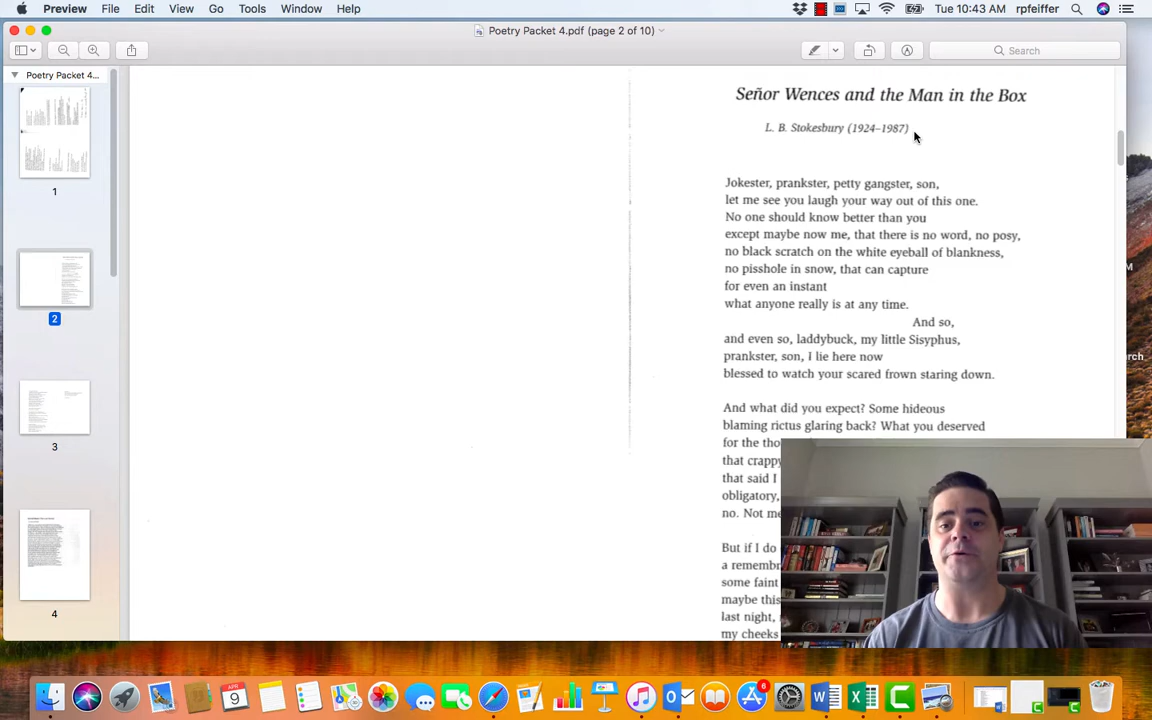 Preview File Edit View Go Tools Window Help
Tue 10:43 AM rpfeiffer
Poetry Packet 4.pdf (page 2 of 10)
Search
Poetry Packet 4...
1
2
3
4
Señor Wences and the Man in the Box
L. B. Stokesbury (1924–1987)
Jokester, prankster, petty gangster, son,
let me see you laugh your way out of this one.
No one should know better than you
except maybe now me, that there is no word, no posy,
no black scratch on the white eyeball of blankness,
no pisshole in snow, that can capture
for even an instant
what anyone really is at any time.
And so,
and even so, laddybuck, my little Sisyphus,
prankster, son, I lie here now
blessed to watch your scared frown staring down.
And what did you expect? Some hideous
blaming rictus glaring back? What you deserved
for the
that crappy
that said I
obligatory,
no. Not me
But if I do
a
some faint
maybe this
last night,
my cheeks
APR
9
6